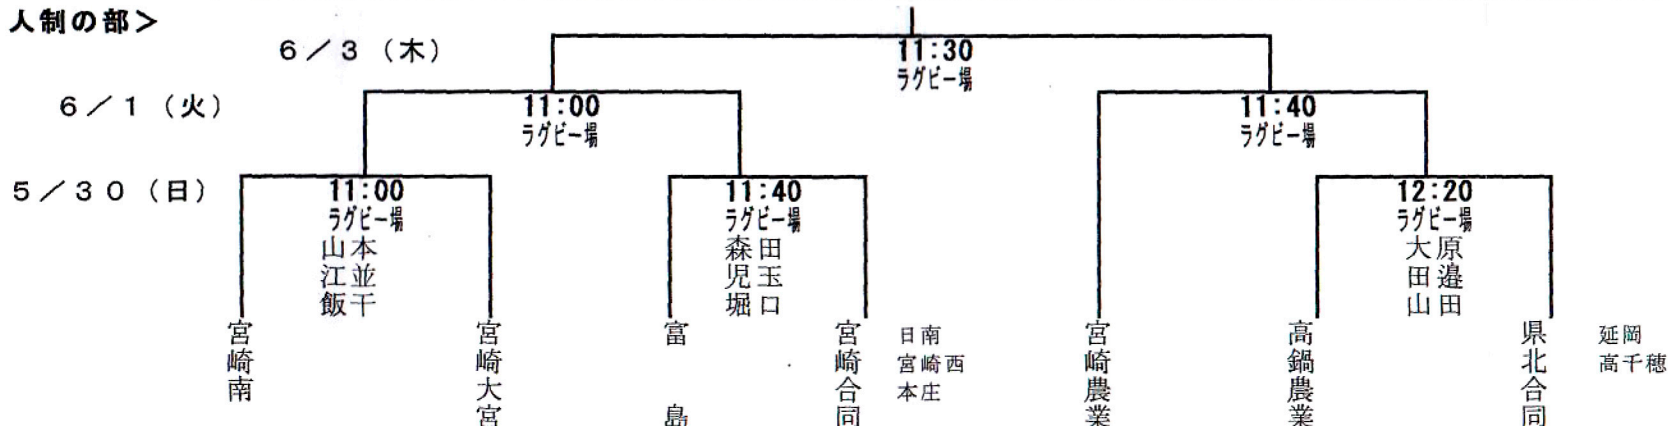 人制の部＞
６／３（木）
11:30
ラグビー場
６／１（火）
11:00
ラグビー場
11:40
ラグビー場
５／３０（日）
11:00
ラグビー場
山本
江並
飯干
11:40
ラグビー場
森田
児玉
堀口
12:20
ラグビー場
大原
田邉
山田
宮崎南
宮崎大宮
富島
宮崎合同
日南
宮崎西
本庄
宮崎農業
高鍋農業
県北合同
延岡
高千穂